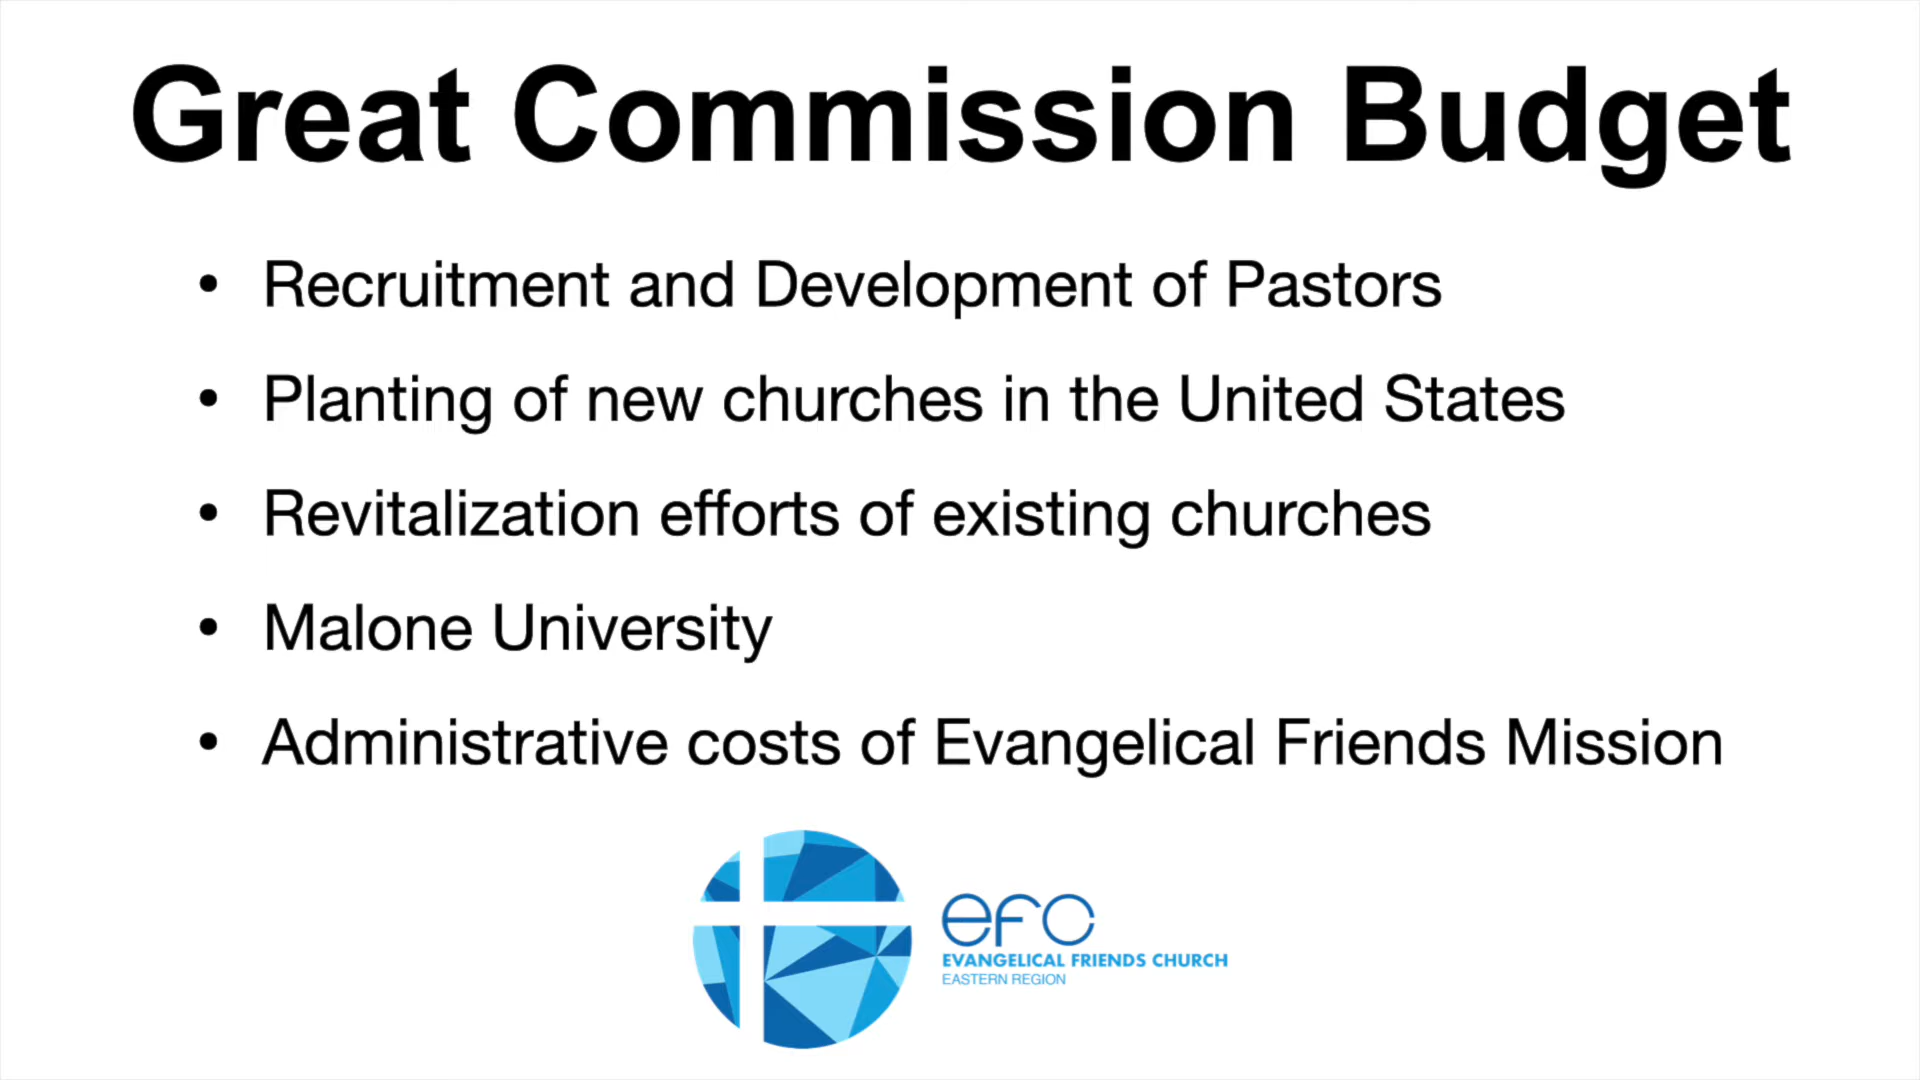 Great Commission Budget
• Recruitment and Development of Pastors
• Planting of new churches in the United States
• Revitalization efforts of existing churches
• Malone University
• Administrative costs of Evangelical Friends Mission
efc
EVANGELICAL FRIENDS CHURCH
EASTERN REGION